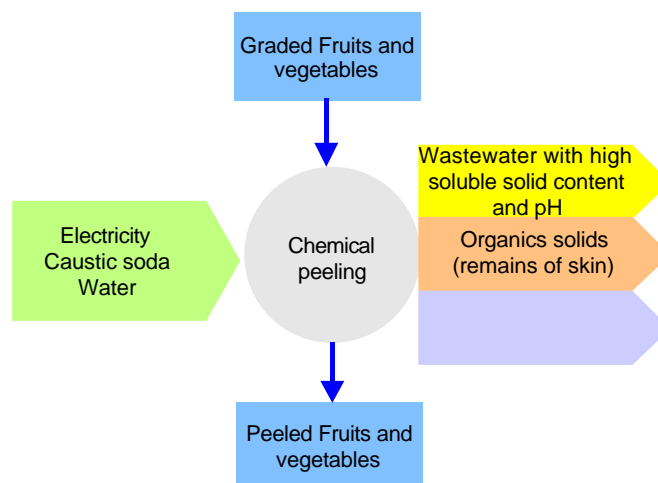 Graded Fruits and
vegetables
Wastewater with high
soluble solid content
and pH
Electricity
Caustic soda
Water
Chemical
peeling
Organics solids
(remains of skin)
Peeled Fruits and
vegetables